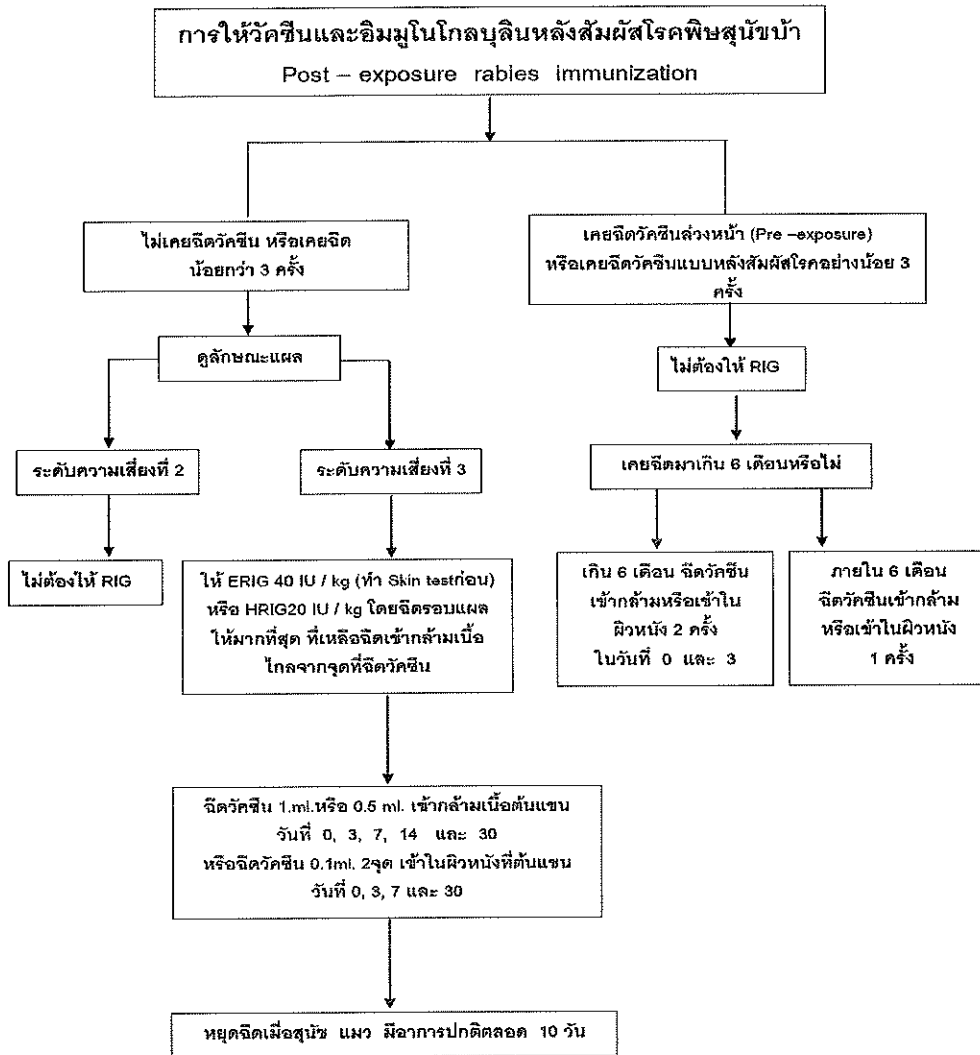 การให้วัคซีนและอิมมูโนโกลบุลินหลังสัมผัสโรคพิษสุนัขบ้า
Post – exposure rabies immunization
ไม่เคยฉีดวัคซีน หรือเคยฉีด
น้อยกว่า 3 ครั้ง
เคยฉีดวัคซีนล่วงหน้า (Pre –exposure)
หรือเคยฉีดวัคซีนแบบหลังสัมผัสโรคอย่างน้อย 3
ครั้ง
ดูลักษณะแผล
ไม่ต้องให้ RIG
ระดับความเสี่ยงที่ 2
ระดับความเสี่ยงที่ 3
เคยฉีดมาเกิน 6 เดือนหรือไม่
ไม่ต้องให้ RIG
ให้ ERIG 40 IU / kg (ทำ Skin testก่อน)
หรือ HRIG20 IU / kg โดยฉีดรอบแผล
ให้มากที่สุด ที่เหลือฉีดเข้ากล้ามเนื้อ
ไกลจากจุดที่ฉีดวัคซีน
เกิน 6 เดือน ฉีดวัคซีน
เข้ากล้ามหรือเข้าใน
ผิวหนัง 2 ครั้ง
ในวันที่ 0 และ 3
ภายใน 6 เดือน
ฉีดวัคซีนเข้ากล้าม
หรือเข้าในผิวหนัง
1 ครั้ง
ฉีดวัคซีน 1.ml.หรือ 0.5 ml. เข้ากล้ามเนื้อต้นแขน
วันที่ 0, 3, 7, 14 และ 30
หรือฉีดวัคซีน 0.1ml. 2จุด เข้าในผิวหนังที่ต้นแขน
วันที่ 0, 3, 7 และ 30
หยุดฉีดเมื่อสุนัข แมว มีอาการปกติตลอด 10 วัน